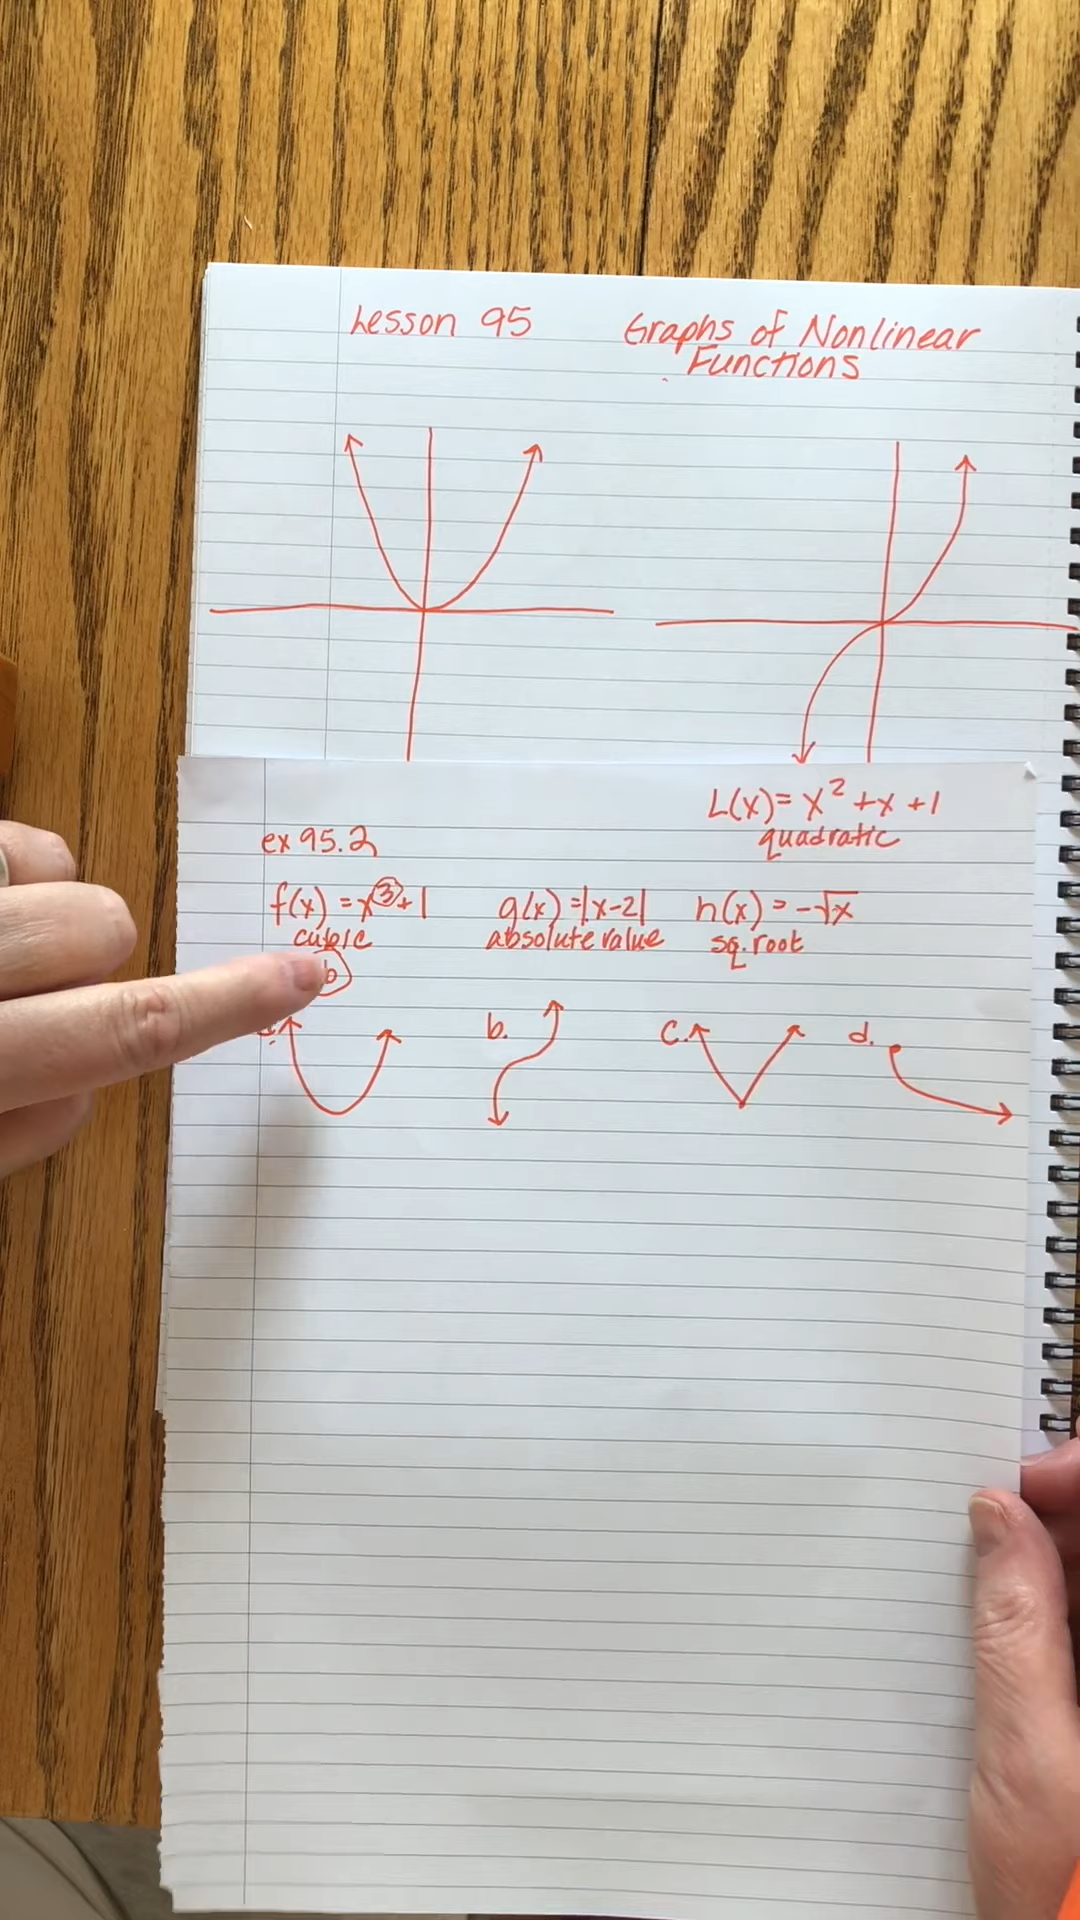 Lesson 95 Graphs of Nonlinear
Functions
L(x) = x² + x + 1
quadratic
ex 95.2
f(x) = x³ + 1 g(x) = |x-2| h(x) = -√x
cubic absolute value sq. root
b
b. c. d.